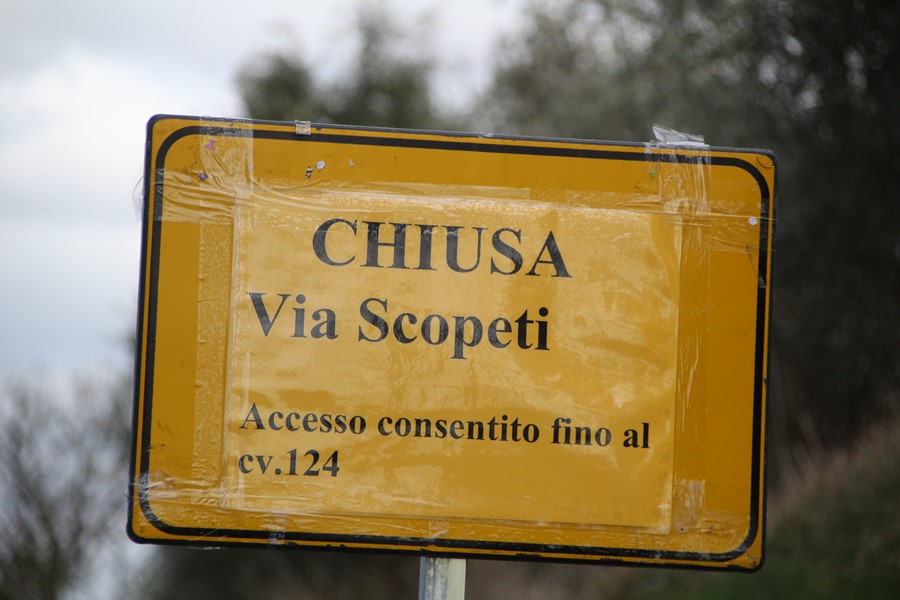 CHIUSA
Via Scopeti
Accesso consentito fino al
cv.124